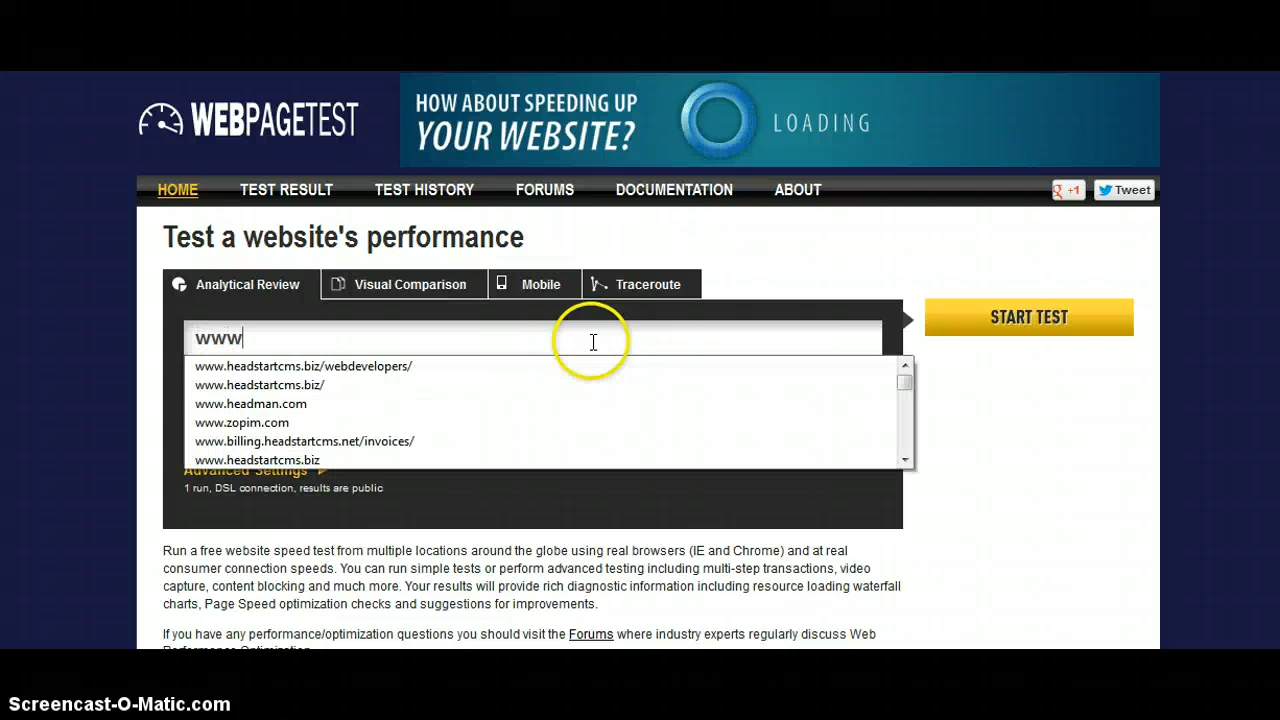 WEBPAGETEST
HOW ABOUT SPEEDING UP
YOUR WEBSITE?
LOADING
HOME TEST RESULT TEST HISTORY FORUMS DOCUMENTATION ABOUT
+1 Tweet
Test a website's performance
Analytical Review Visual Comparison Mobile Traceroute
www
START TEST
www.headstartcms.biz/webdevelopers/
www.headstartcms.biz/
www.headman.com
www.zopim.com
www.billing.headstartcms.net/invoices/
www.headstartcms.biz
Advanced Settings
1 run, DSL connection, results are public
Run a free website speed test from multiple locations around the globe using real browsers (IE and Chrome) and at real
consumer connection speeds. You can run simple tests or perform advanced testing including multi-step transactions, video
capture, content blocking and much more. Your results will provide rich diagnostic information including resource loading waterfall
charts, Page Speed optimization checks and suggestions for improvements.
If you have any performance/optimization questions you should visit the Forums where industry experts regularly discuss Web
Performance Optimization.
Screencast-O-Matic.com